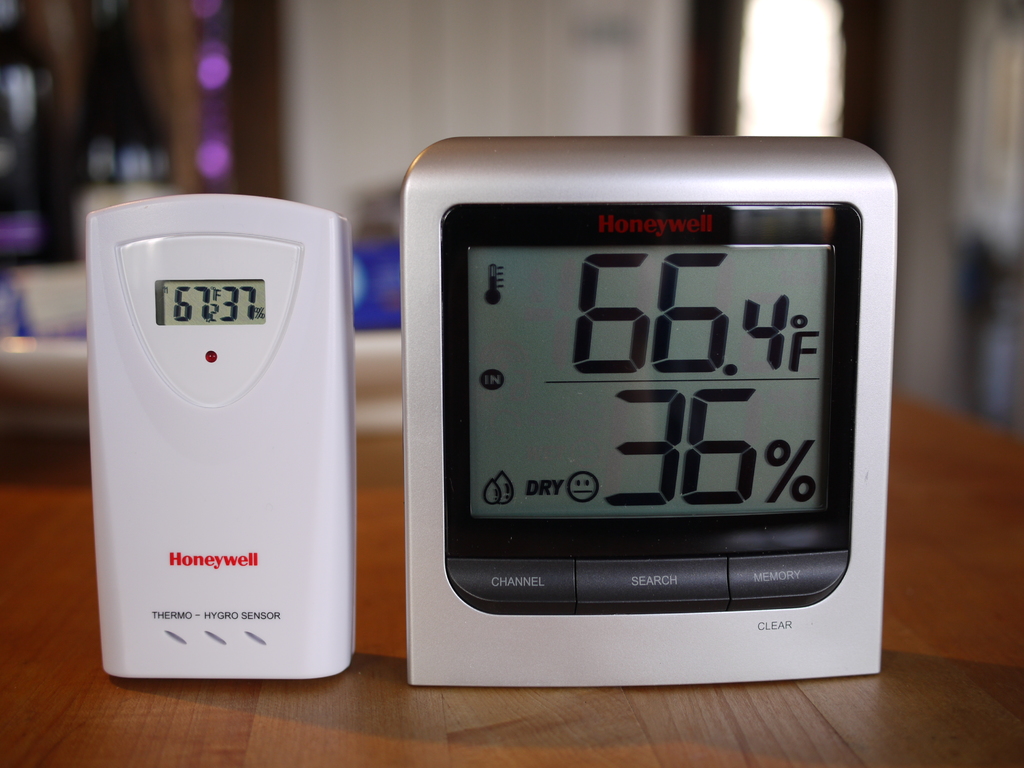 67°F 37%
Honeywell
THERMO - HYGRO SENSOR
Honeywell
66.4°F
IN
DRY 36%
CHANNEL SEARCH MEMORY
CLEAR